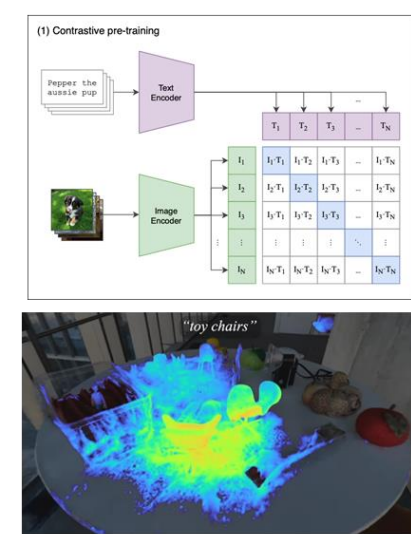 (1) Contrastive pre-training
Pepper the
aussie pup
Text
Encoder
...
T1 T2 T3 ... TN
Image
Encoder
I1 I1·T1 I1·T2 I1·T3 ... I1·TN
I2 I2·T1 I2·T2 I2·T3 ... I2·TN
I3 I3·T1 I3·T2 I3·T3 ... I3·TN
⋮ ⋮ ⋮ ⋮ ⋮ ⋱ ⋮
IN IN·T1 IN·T2 IN·T3 ... IN·TN
"toy chairs"